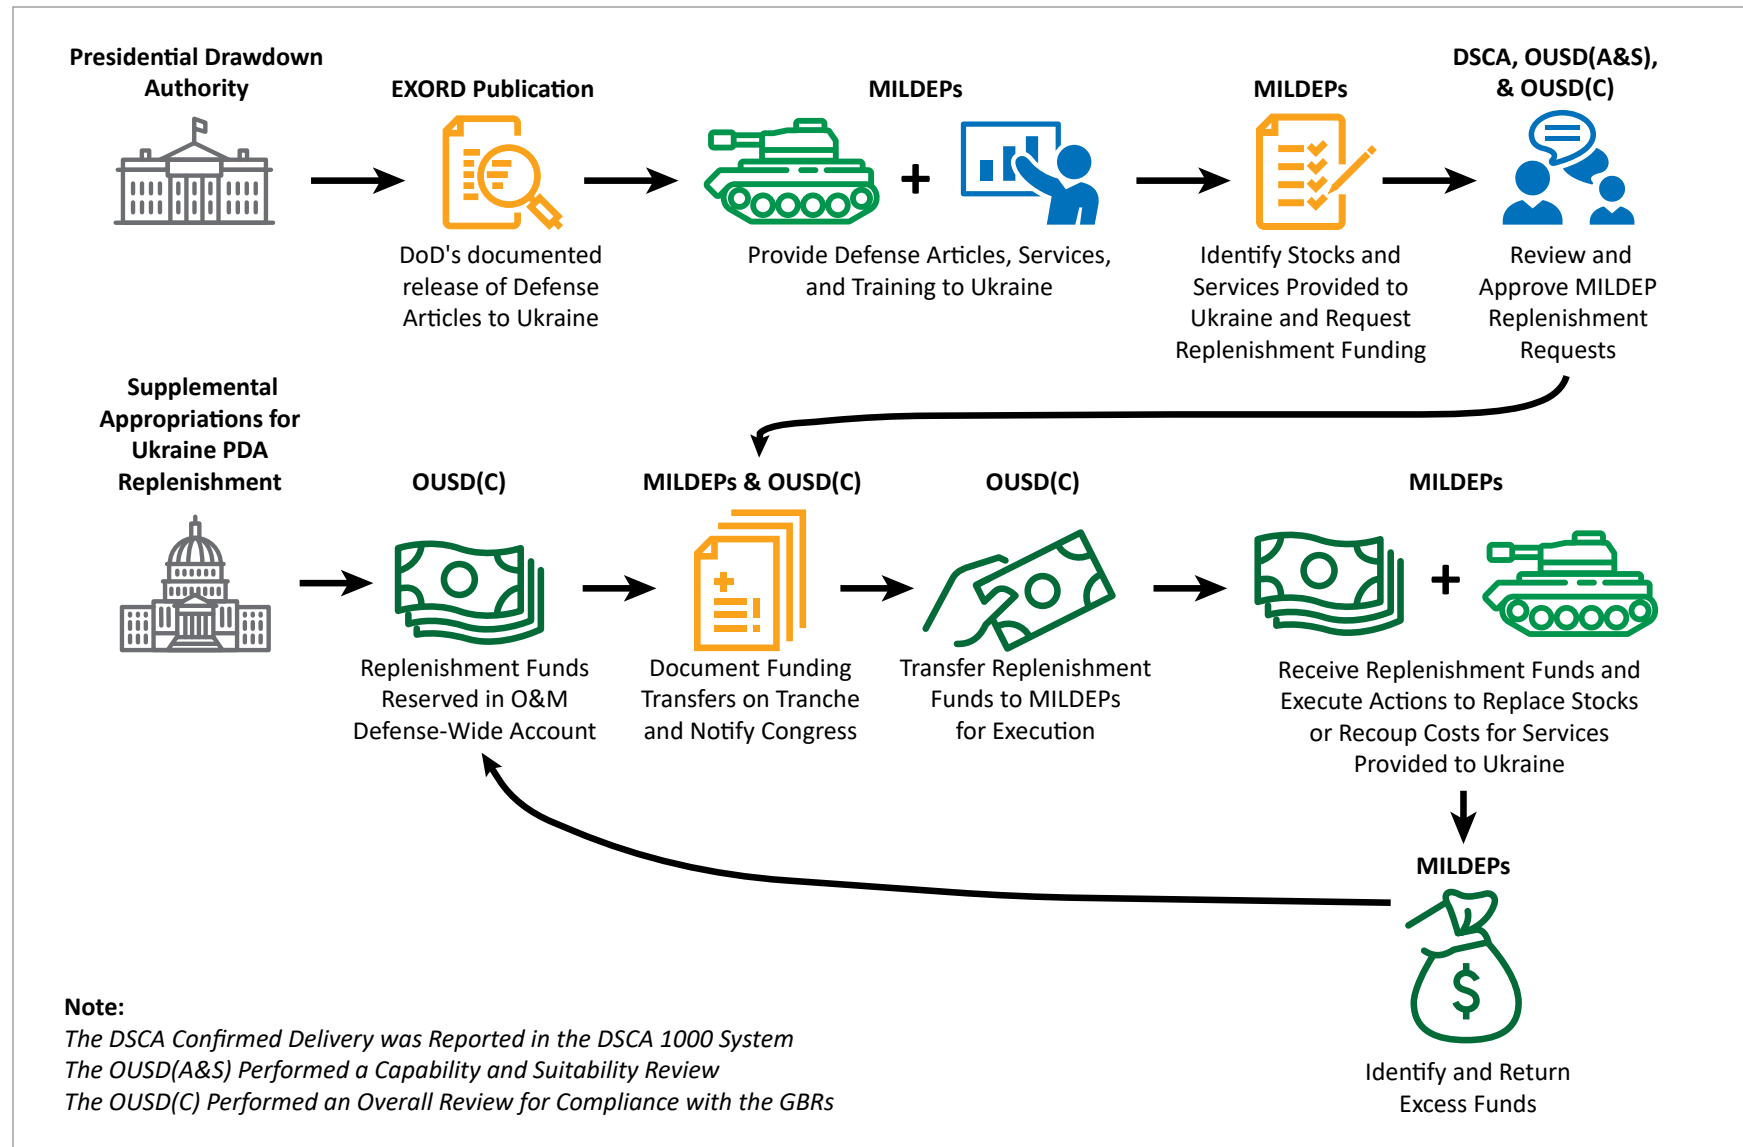 Presidential Drawdown
Authority
EXORD Publication
DoD's documented
release of Defense
Articles to Ukraine
MILDEPs
Provide Defense Articles, Services,
and Training to Ukraine
MILDEPs
Identify Stocks and
Services Provided to
Ukraine and Request
Replenishment Funding
DSCA, OUSD(A&S),
& OUSD(C)
Review and
Approve MILDEP
Replenishment
Requests
Supplemental
Appropriations for
Ukraine PDA
Replenishment
OUSD(C)
Replenishment Funds
Reserved in O&M
Defense-Wide Account
MILDEPs & OUSD(C)
Document Funding
Transfers on Tranche
and Notify Congress
OUSD(C)
Transfer Replenishment
Funds to MILDEPs
for Execution
MILDEPs
Receive Replenishment Funds and
Execute Actions to Replace Stocks
or Recoup Costs for Services
Provided to Ukraine
MILDEPs
$
Identify and Return
Excess Funds
Note:
The DSCA Confirmed Delivery was Reported in the DSCA 1000 System
The OUSD(A&S) Performed a Capability and Suitability Review
The OUSD(C) Performed an Overall Review for Compliance with the GBRs